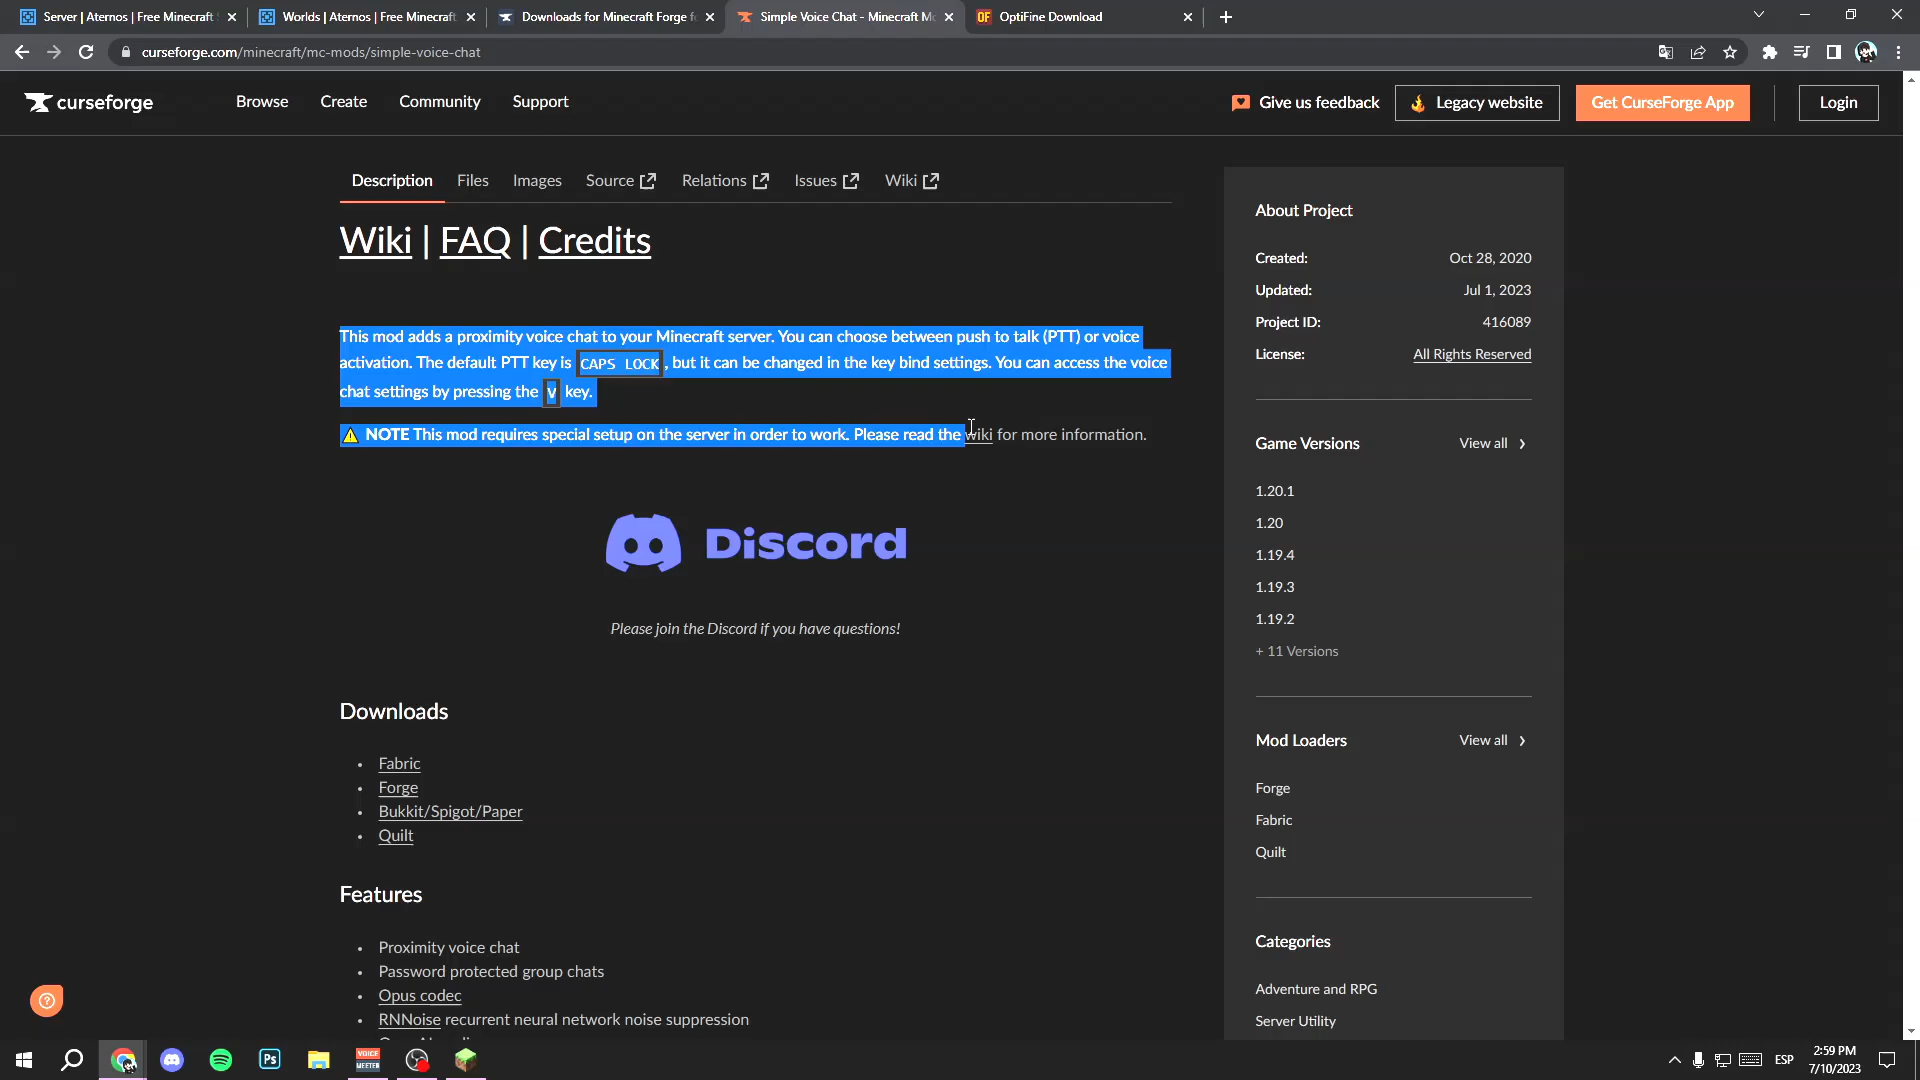 Server | Aternos | Free Minecraft
Worlds | Aternos | Free Minecraft
Downloads for Minecraft Forge f
Simple Voice Chat - Minecraft Mo
OptiFine Download
curseforge.com/minecraft/mc-mods/simple-voice-chat
curseforge
Browse
Create
Community
Support
Give us feedback
Legacy website
Get CurseForge App
Login
Description
Files
Images
Source
Relations
Issues
Wiki
Wiki | FAQ | Credits
This mod adds a proximity voice chat to your Minecraft server. You can choose between push to talk (PTT) or voice
activation. The default PTT key is CAPS LOCK, but it can be changed in the key bind settings. You can access the voice
chat settings by pressing the V key.
NOTE This mod requires special setup on the server in order to work. Please read the wiki for more information.
Discord
Please join the Discord if you have questions!
Downloads
Fabric
Forge
Bukkit/Spigot/Paper
Quilt
Features
Proximity voice chat
Password protected group chats
Opus codec
RNNoise recurrent neural network noise suppression
About Project
Created: Oct 28, 2020
Updated: Jul 1, 2023
Project ID: 416089
License: All Rights Reserved
Game Versions
View all
1.20.1
1.20
1.19.4
1.19.3
1.19.2
+ 11 Versions
Mod Loaders
View all
Forge
Fabric
Quilt
Categories
Adventure and RPG
Server Utility
Ps
VOICE
MEETER
ESP
2:59 PM
7/10/2023